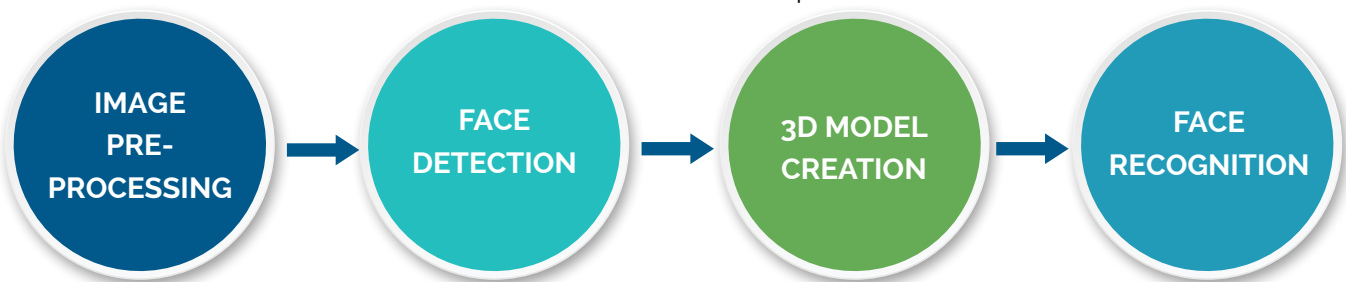 IMAGE
PRE-
PROCESSING
FACE
DETECTION
3D MODEL
CREATION
FACE
RECOGNITION